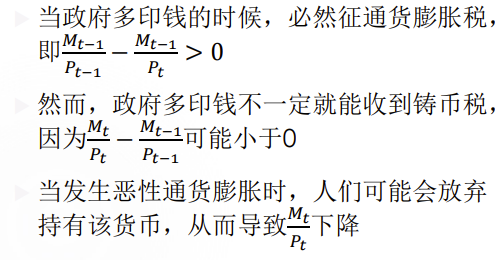 当政府多印钱的时候，必然征通货膨胀税，
即$\frac{M_{t-1}}{P_{t-1}} - \frac{M_{t-1}}{P_t} > 0$
然而，政府多印钱不一定就能收到铸币税，
因为$\frac{M_t}{P_t} - \frac{M_{t-1}}{P_{t-1}}$可能小于0
当发生恶性通货膨胀时，人们可能会放弃
持有该货币，从而导致$\frac{M_t}{P_t}$下降